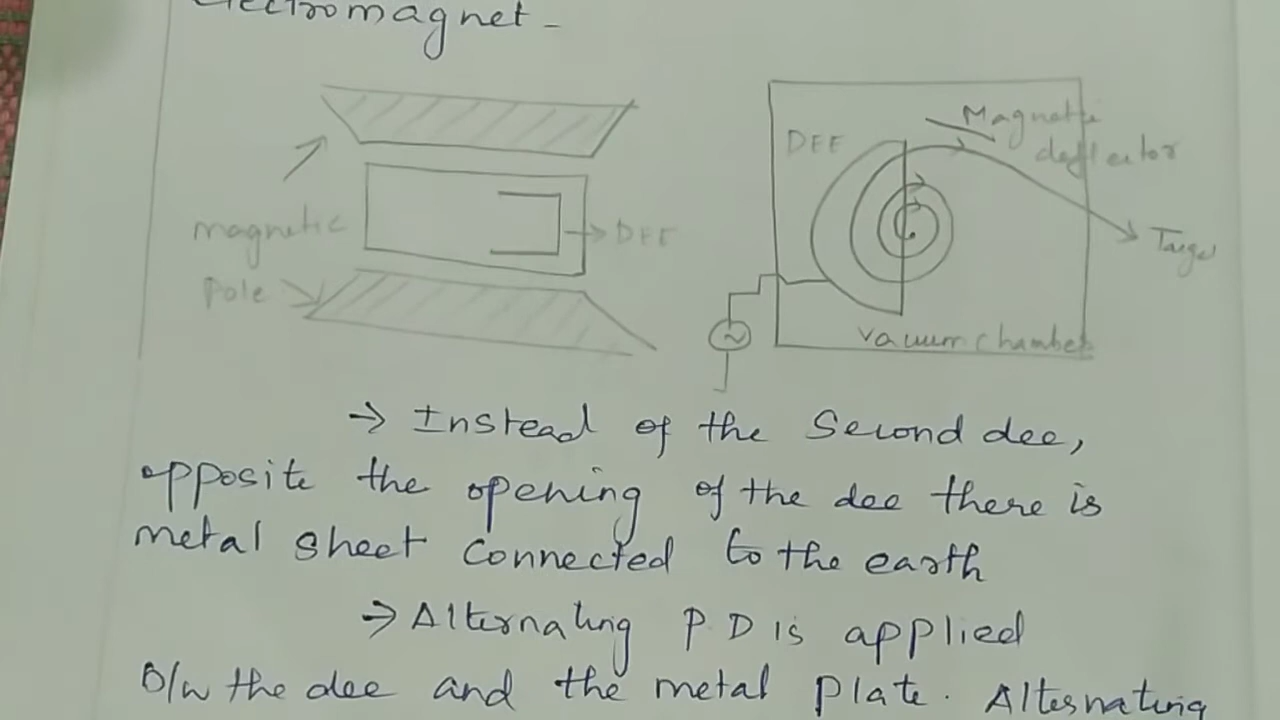 Electromagnet -
DEE
Magnetic
deflector
magnetic
pole
DEE
Target
vacuum chamber
→ Instead of the Second dee,
opposite the opening of the dee there is
metal sheet connected to the earth
→ Alternating P.D is applied
b/w the dee and the metal plate. Alternating